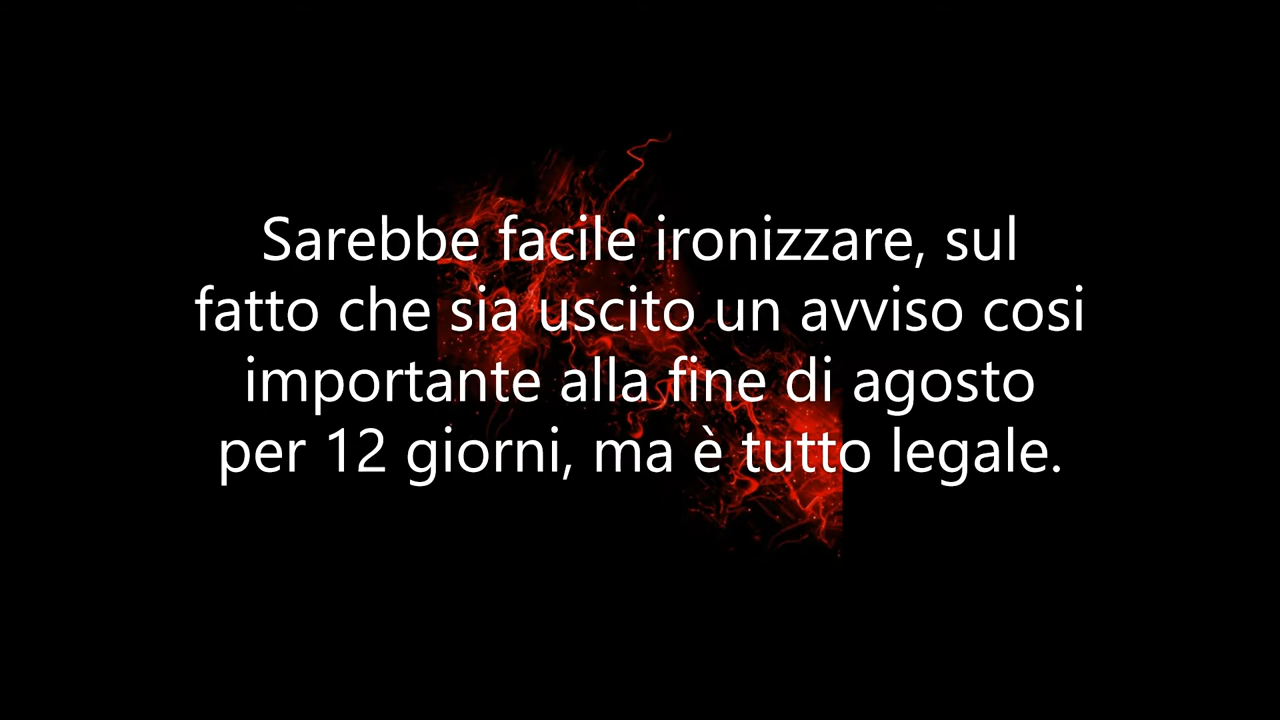 Sarebbe facile ironizzare, sul
fatto che sia uscito un avviso cosi
importante alla fine di agosto
per 12 giorni, ma è tutto legale.